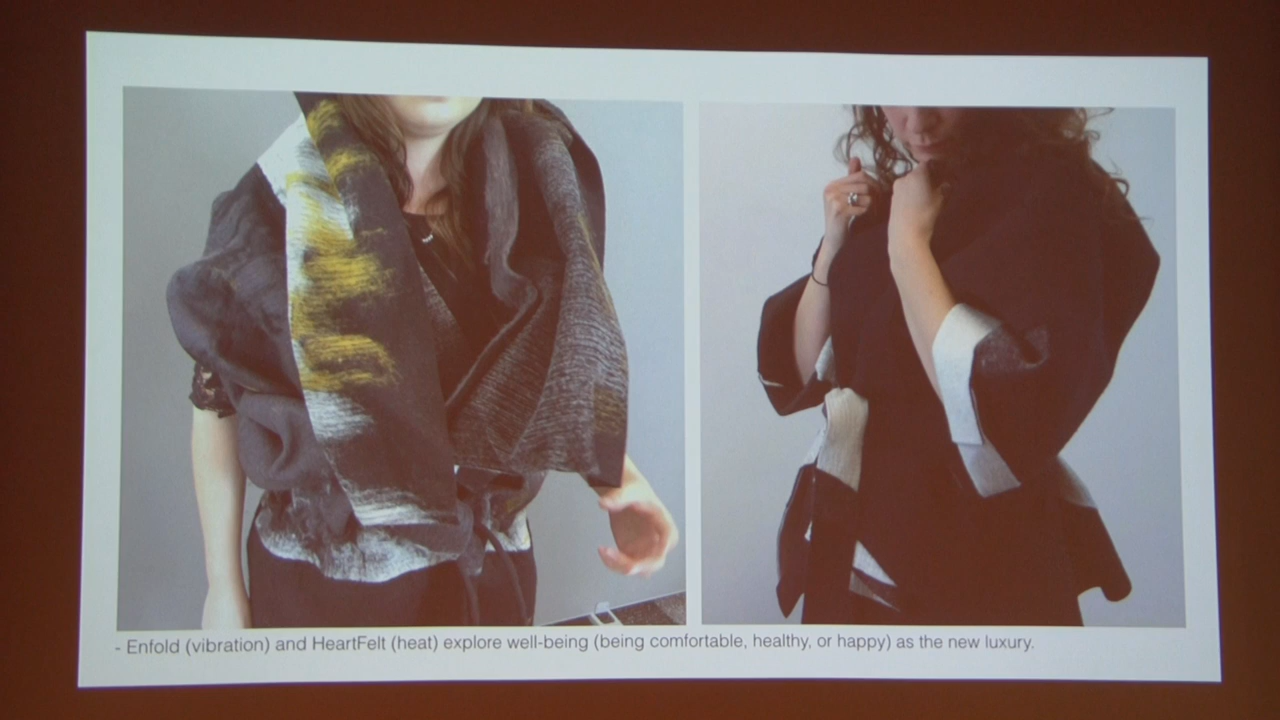 - Enfold (vibration) and HeartFelt (heat) explore well-being (being comfortable, healthy, or happy) as the new luxury.